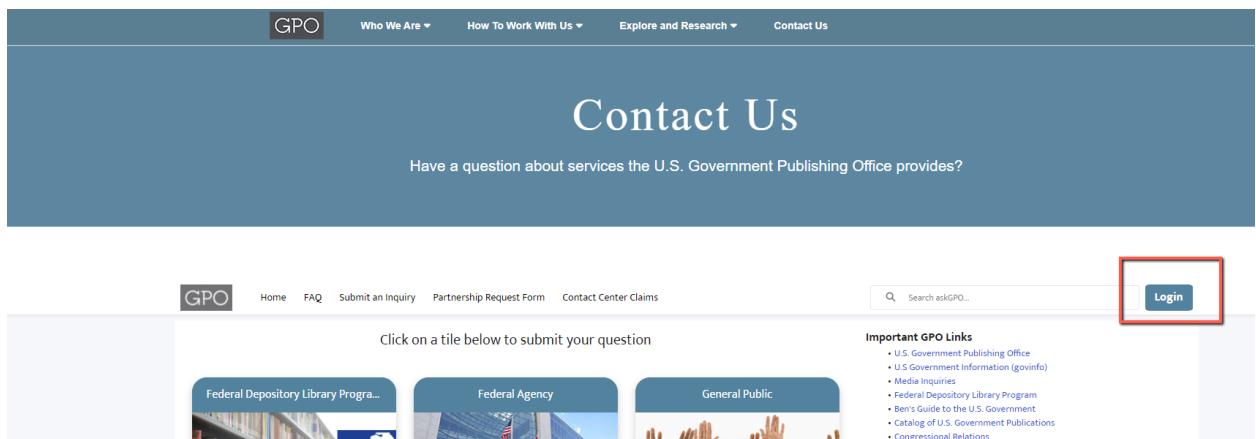 GPO Who We Are How To Work With Us Explore and Research Contact Us
Contact Us
Have a question about services the U.S. Government Publishing Office provides?
GPO Home FAQ Submit an Inquiry Partnership Request Form Contact Center Claims Search askGPO... Login
Click on a tile below to submit your question
Federal Depository Library Progra...
Federal Agency
General Public
Important GPO Links
• U.S. Government Publishing Office
• U.S Government Information (govinfo)
• Media Inquiries
• Federal Depository Library Program
• Ben's Guide to the U.S. Government
• Catalog of U.S. Government Publications
• Congressional Relations